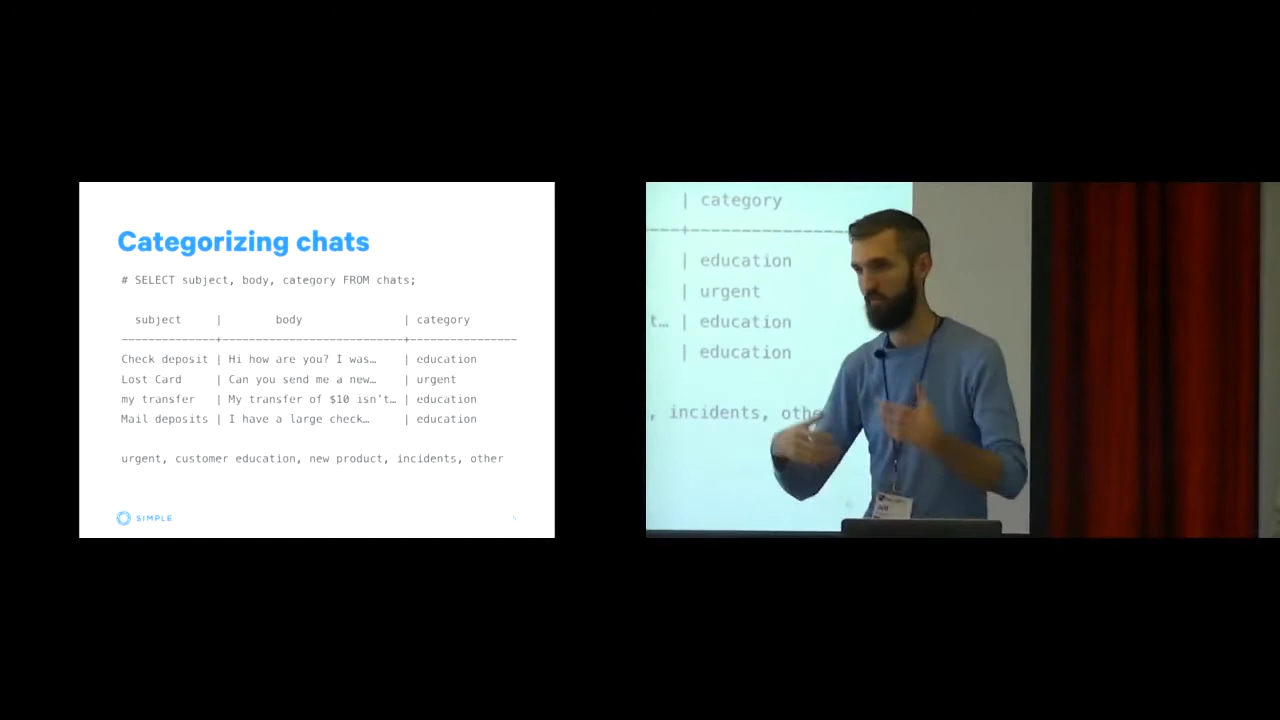 Categorizing chats
# SELECT subject, body, category FROM chats;
subject | body | category
--------------+---------------------------+----------------
Check deposit | Hi how are you? I was… | education
Lost Card | Can you send me a new… | urgent
my transfer | My transfer of $10 isn't… | education
Mail deposits | I have a large check… | education
urgent, customer education, new product, incidents, other
SIMPLE
| category
--+----------------
| education
| urgent
t… | education
| education
, incidents, othe